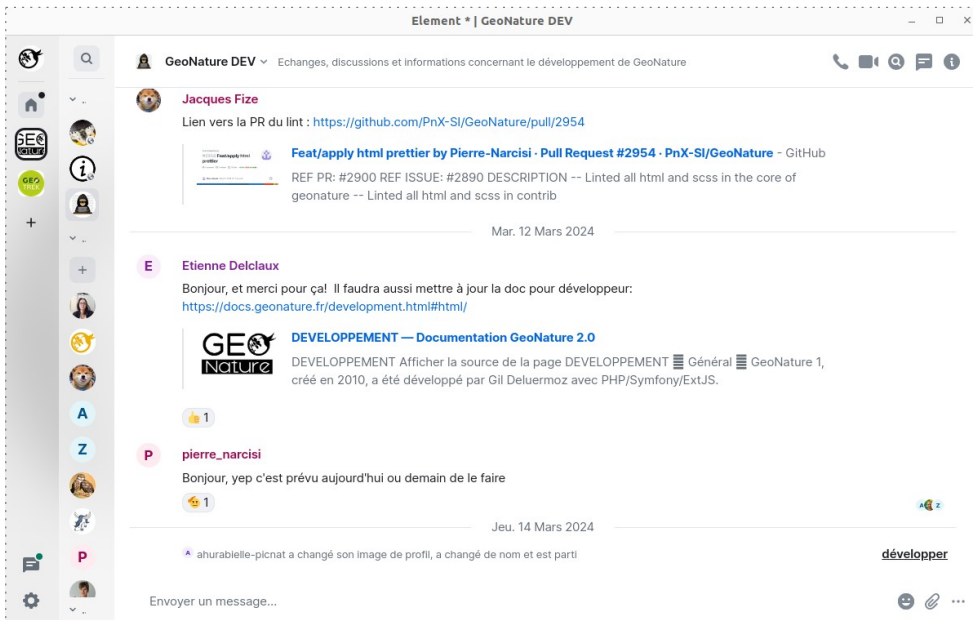 Element * | GeoNature DEV
GeoNature DEV
Echanges, discussions et informations concernant le développement de GeoNature
GEO
Nature
GEO
TREK
A
Z
P
Jacques Fize
Lien vers la PR du lint : https://github.com/PnX-SI/GeoNature/pull/2954
Feat/apply html prettier by Pierre-Narcisi · Pull Request #2954 · PnX-SI/GeoNature - GitHub
REF PR: #2900 REF ISSUE: #2890 DESCRIPTION -- Linted all html and scss in the core of
geonature -- Linted all html and scss in contrib
Mar. 12 Mars 2024
E
Etienne Delclaux
Bonjour, et merci pour ça! Il faudra aussi mettre à jour la doc pour développeur:
https://docs.geonature.fr/development.html#html/
GEO
Nature
DEVELOPPEMENT — Documentation GeoNature 2.0
DEVELOPPEMENT Afficher la source de la page DEVELOPPEMENT Général GeoNature 1,
créé en 2010, a été développé par Gil Deluermoz avec PHP/Symfony/ExtJS.
1
P
pierre_narcisi
Bonjour, yep c'est prévu aujourd'hui ou demain de le faire
1
A Z
Jeu. 14 Mars 2024
A ahurabielle-picnat a changé son image de profil, a changé de nom et est parti
développer
Envoyer un message...